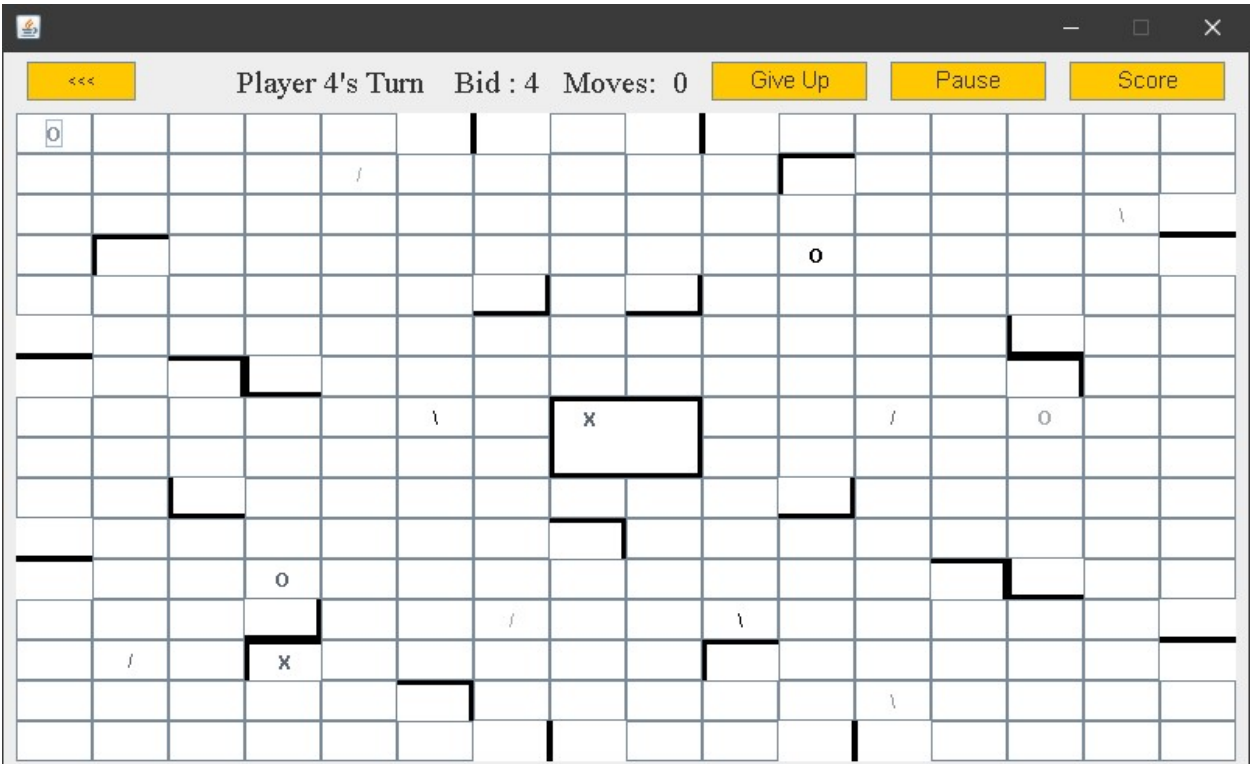 <<< Player 4's Turn Bid : 4 Moves: 0 Give Up Pause Score
O
/
\
O
\ X / O
O
/ \
/ X
\